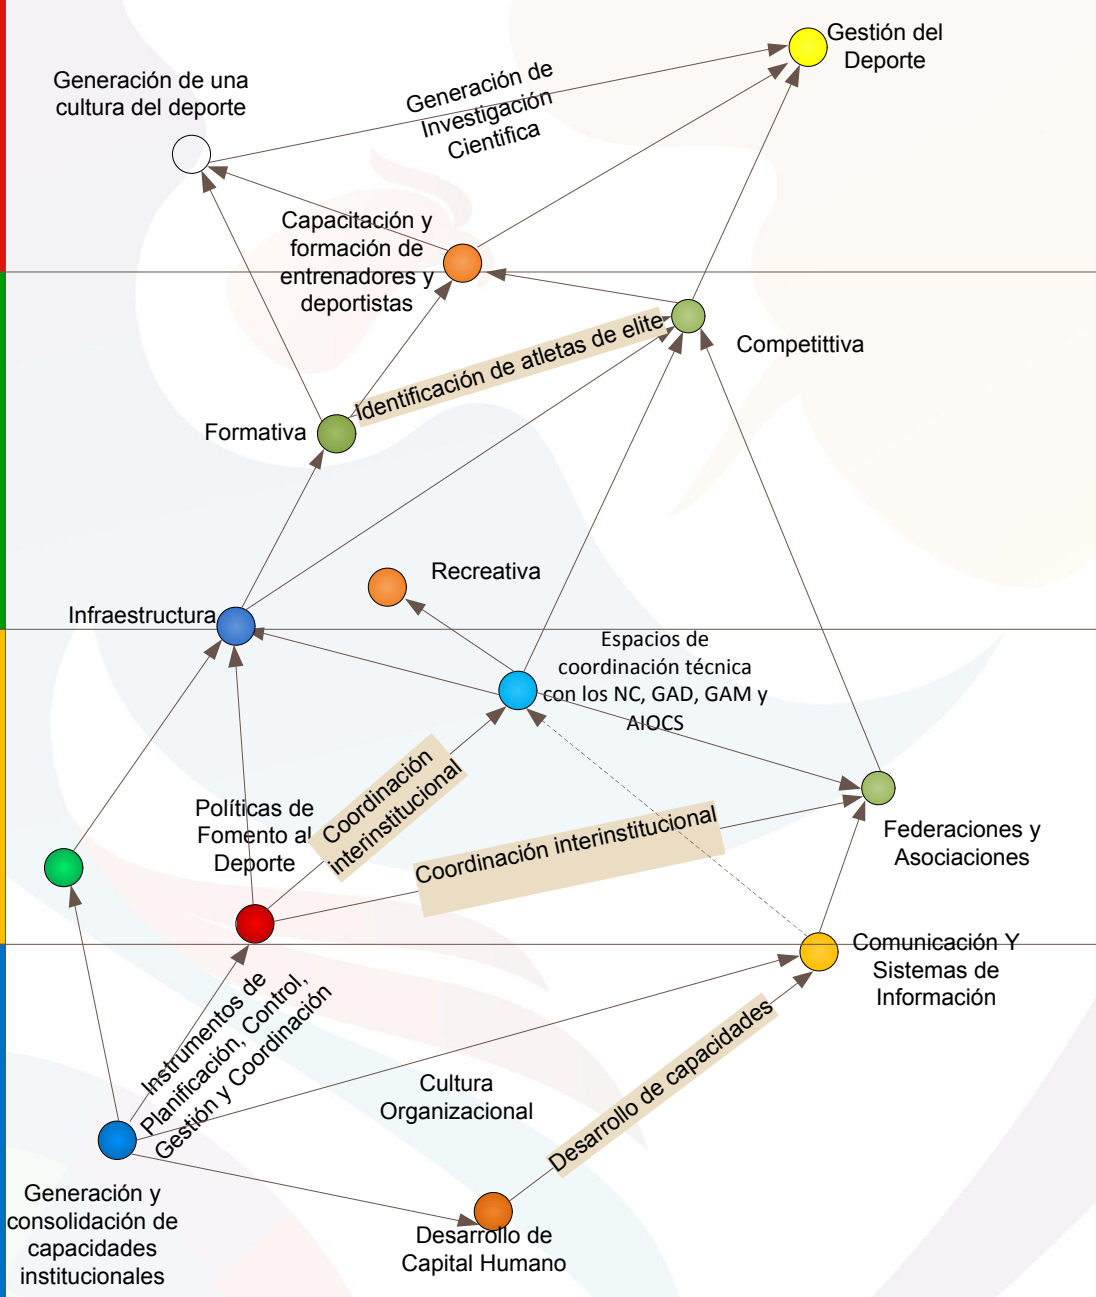 Gestión del
Deporte
Generación de una
cultura del deporte
Generación de
Investigación
Cientifica
Capacitación y
formación de
entrenadores y
deportistas
Identificación de atletas de elite
Competittiva
Formativa
Recreativa
Infraestructura
Espacios de
coordinación técnica
con los NC, GAD, GAM y
AIOCS
Coordinación
interinstitucional
Políticas de
Fomento al
Deporte
Coordinación interinstitucional
Federaciones y
Asociaciones
Comunicación Y
Sistemas de
Información
Instrumentos de
Planificación, Control,
Gestión y Coordinación
Desarrollo de capacidades
Cultura
Organizacional
Generación y
consolidación de
capacidades
institucionales
Desarrollo de
Capital Humano